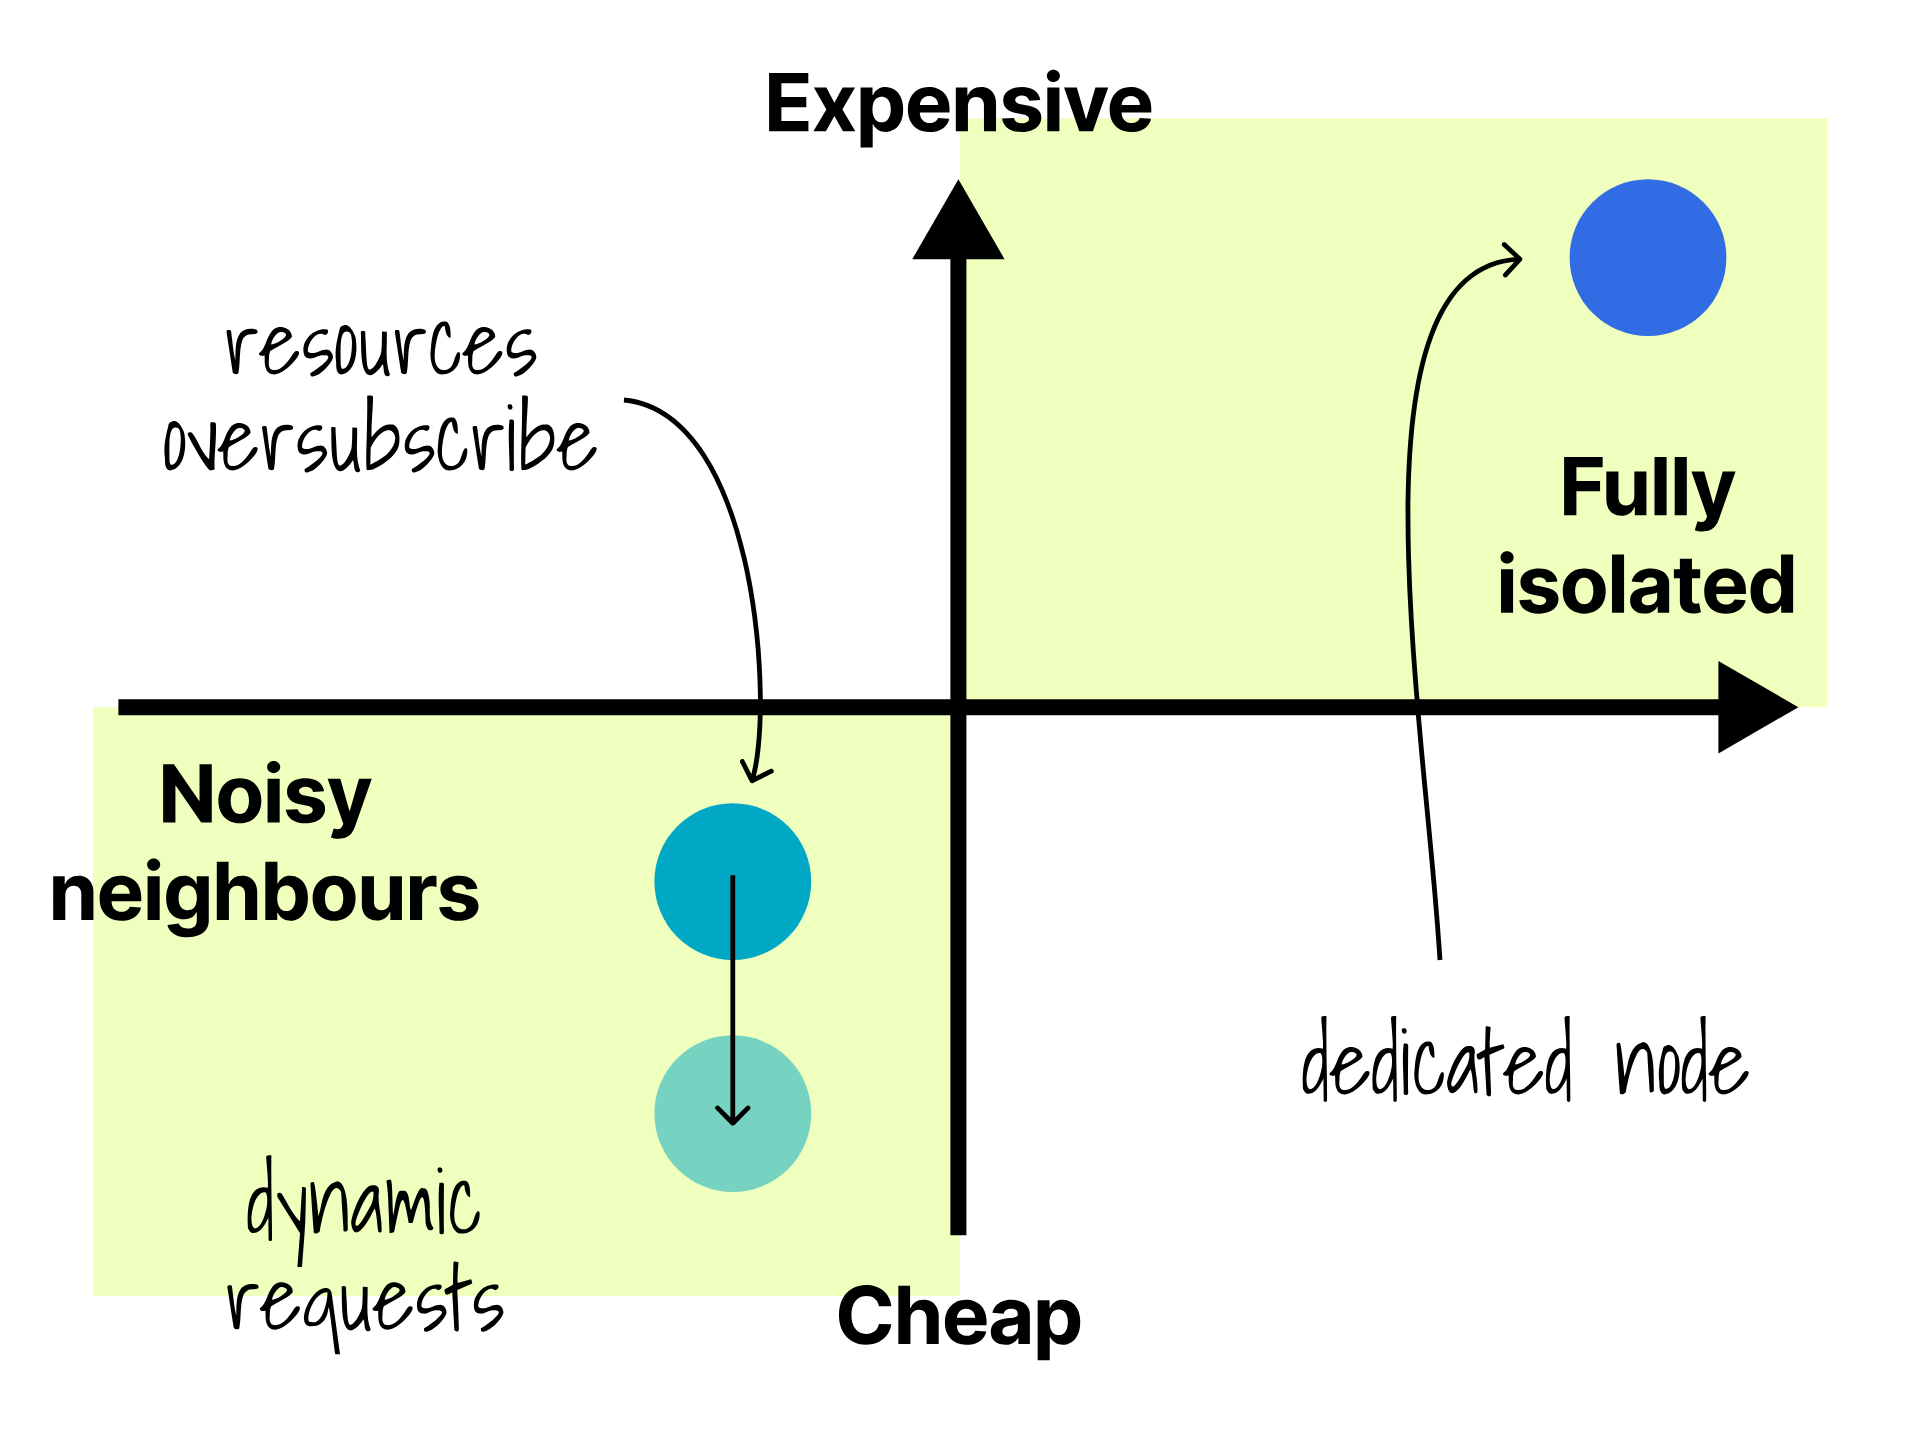 Expensive
resources
oversubscribe
Fully
isolated
Noisy
neighbours
dedicated node
dynamic
requests
Cheap